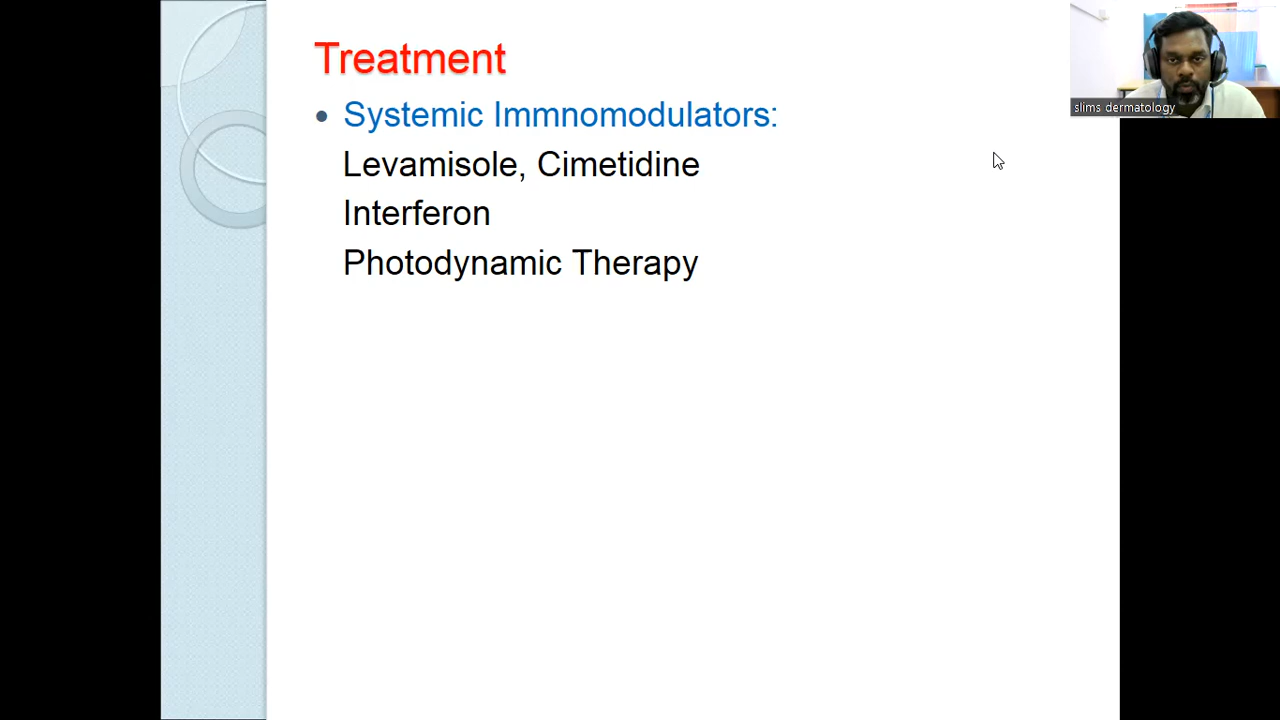 Treatment
• Systemic Immnomodulators:
Levamisole, Cimetidine
Interferon
Photodynamic Therapy
slims dermatology